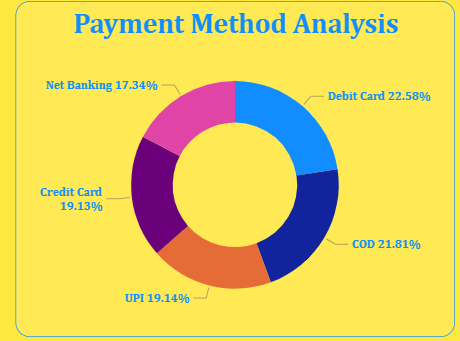 Payment Method Analysis
Net Banking 17.34%
Debit Card 22.58%
Credit Card
19.13%
COD 21.81%
UPI 19.14%